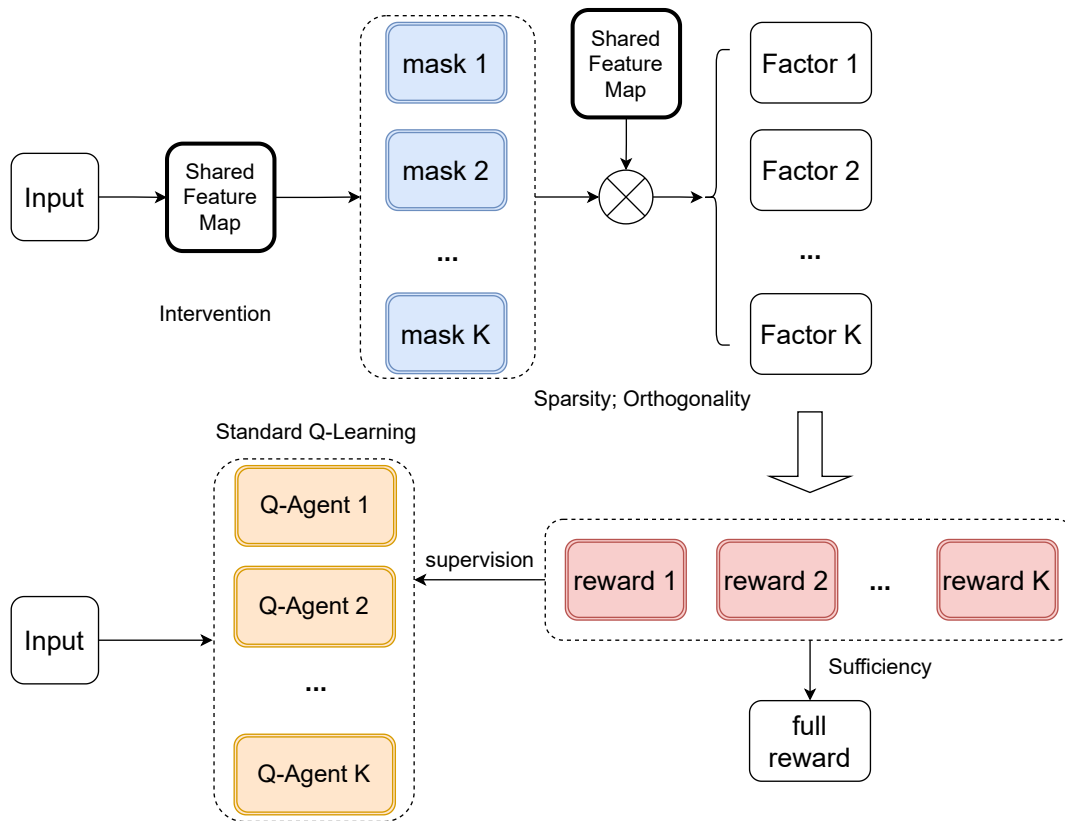 Input
Shared
Feature
Map
Intervention
mask 1
mask 2
...
mask K
Shared
Feature
Map
Factor 1
Factor 2
...
Factor K
Sparsity; Orthogonality
Standard Q-Learning
Input
Q-Agent 1
Q-Agent 2
...
Q-Agent K
supervision
reward 1
reward 2
...
reward K
Sufficiency
full
reward